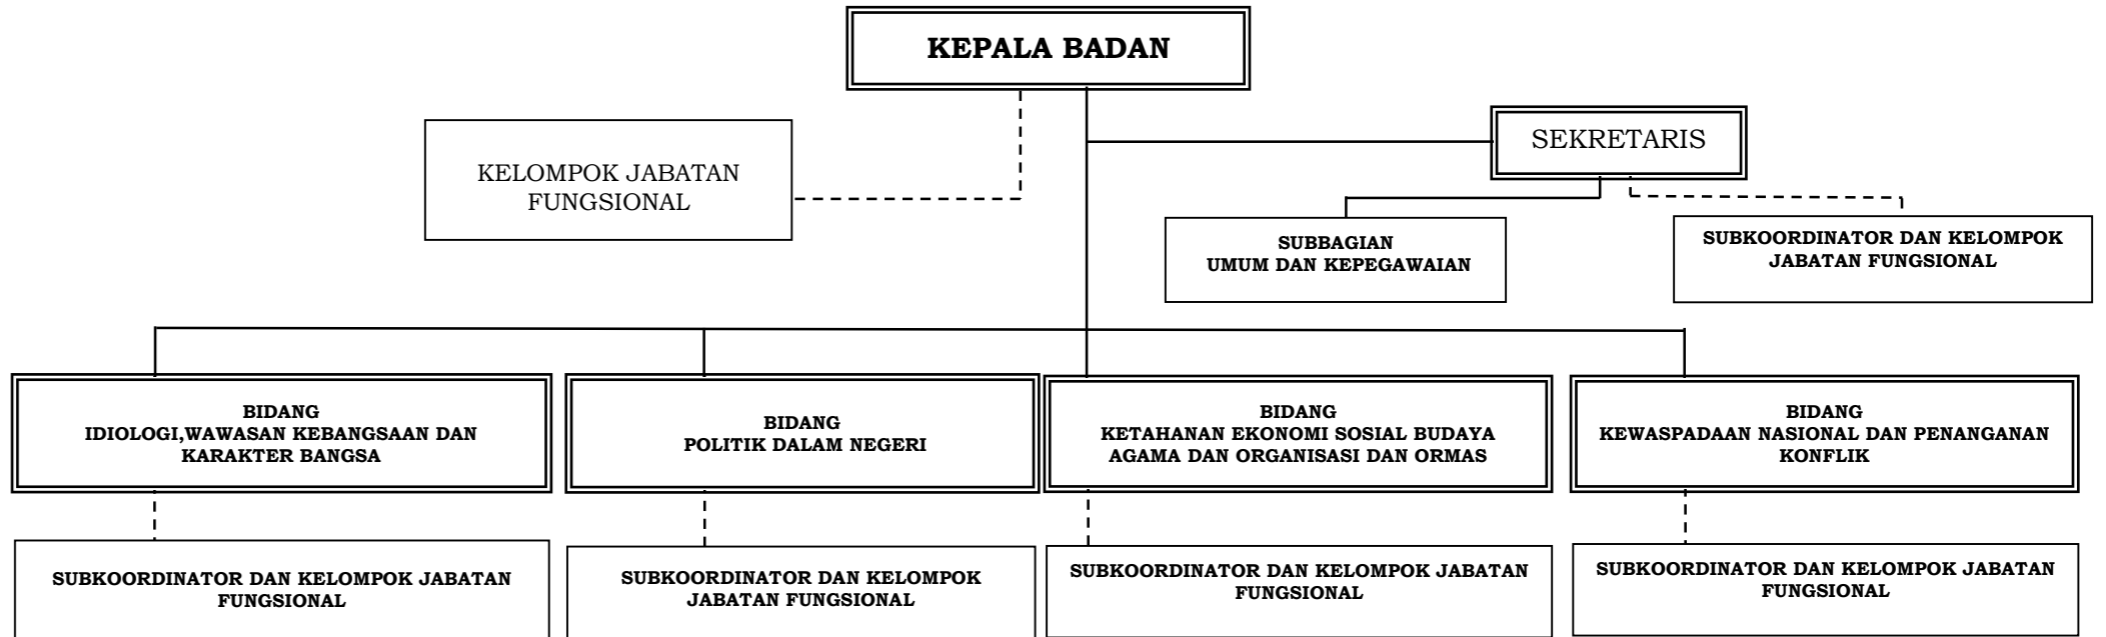 KEPALA BADAN
SEKRETARIS
KELOMPOK JABATAN
FUNGSIONAL
SUBBAGIAN
UMUM DAN KEPEGAWAIAN
SUBKOORDINATOR DAN KELOMPOK
JABATAN FUNGSIONAL
BIDANG
IDIOLOGI,WAWASAN KEBANGSAAN DAN
KARAKTER BANGSA
BIDANG
POLITIK DALAM NEGERI
BIDANG
KETAHANAN EKONOMI SOSIAL BUDAYA
AGAMA DAN ORGANISASI DAN ORMAS
BIDANG
KEWASPADAAN NASIONAL DAN PENANGANAN
KONFLIK
SUBKOORDINATOR DAN KELOMPOK JABATAN
FUNGSIONAL
SUBKOORDINATOR DAN KELOMPOK
JABATAN FUNGSIONAL
SUBKOORDINATOR DAN KELOMPOK JABATAN
FUNGSIONAL
SUBKOORDINATOR DAN KELOMPOK JABATAN
FUNGSIONAL